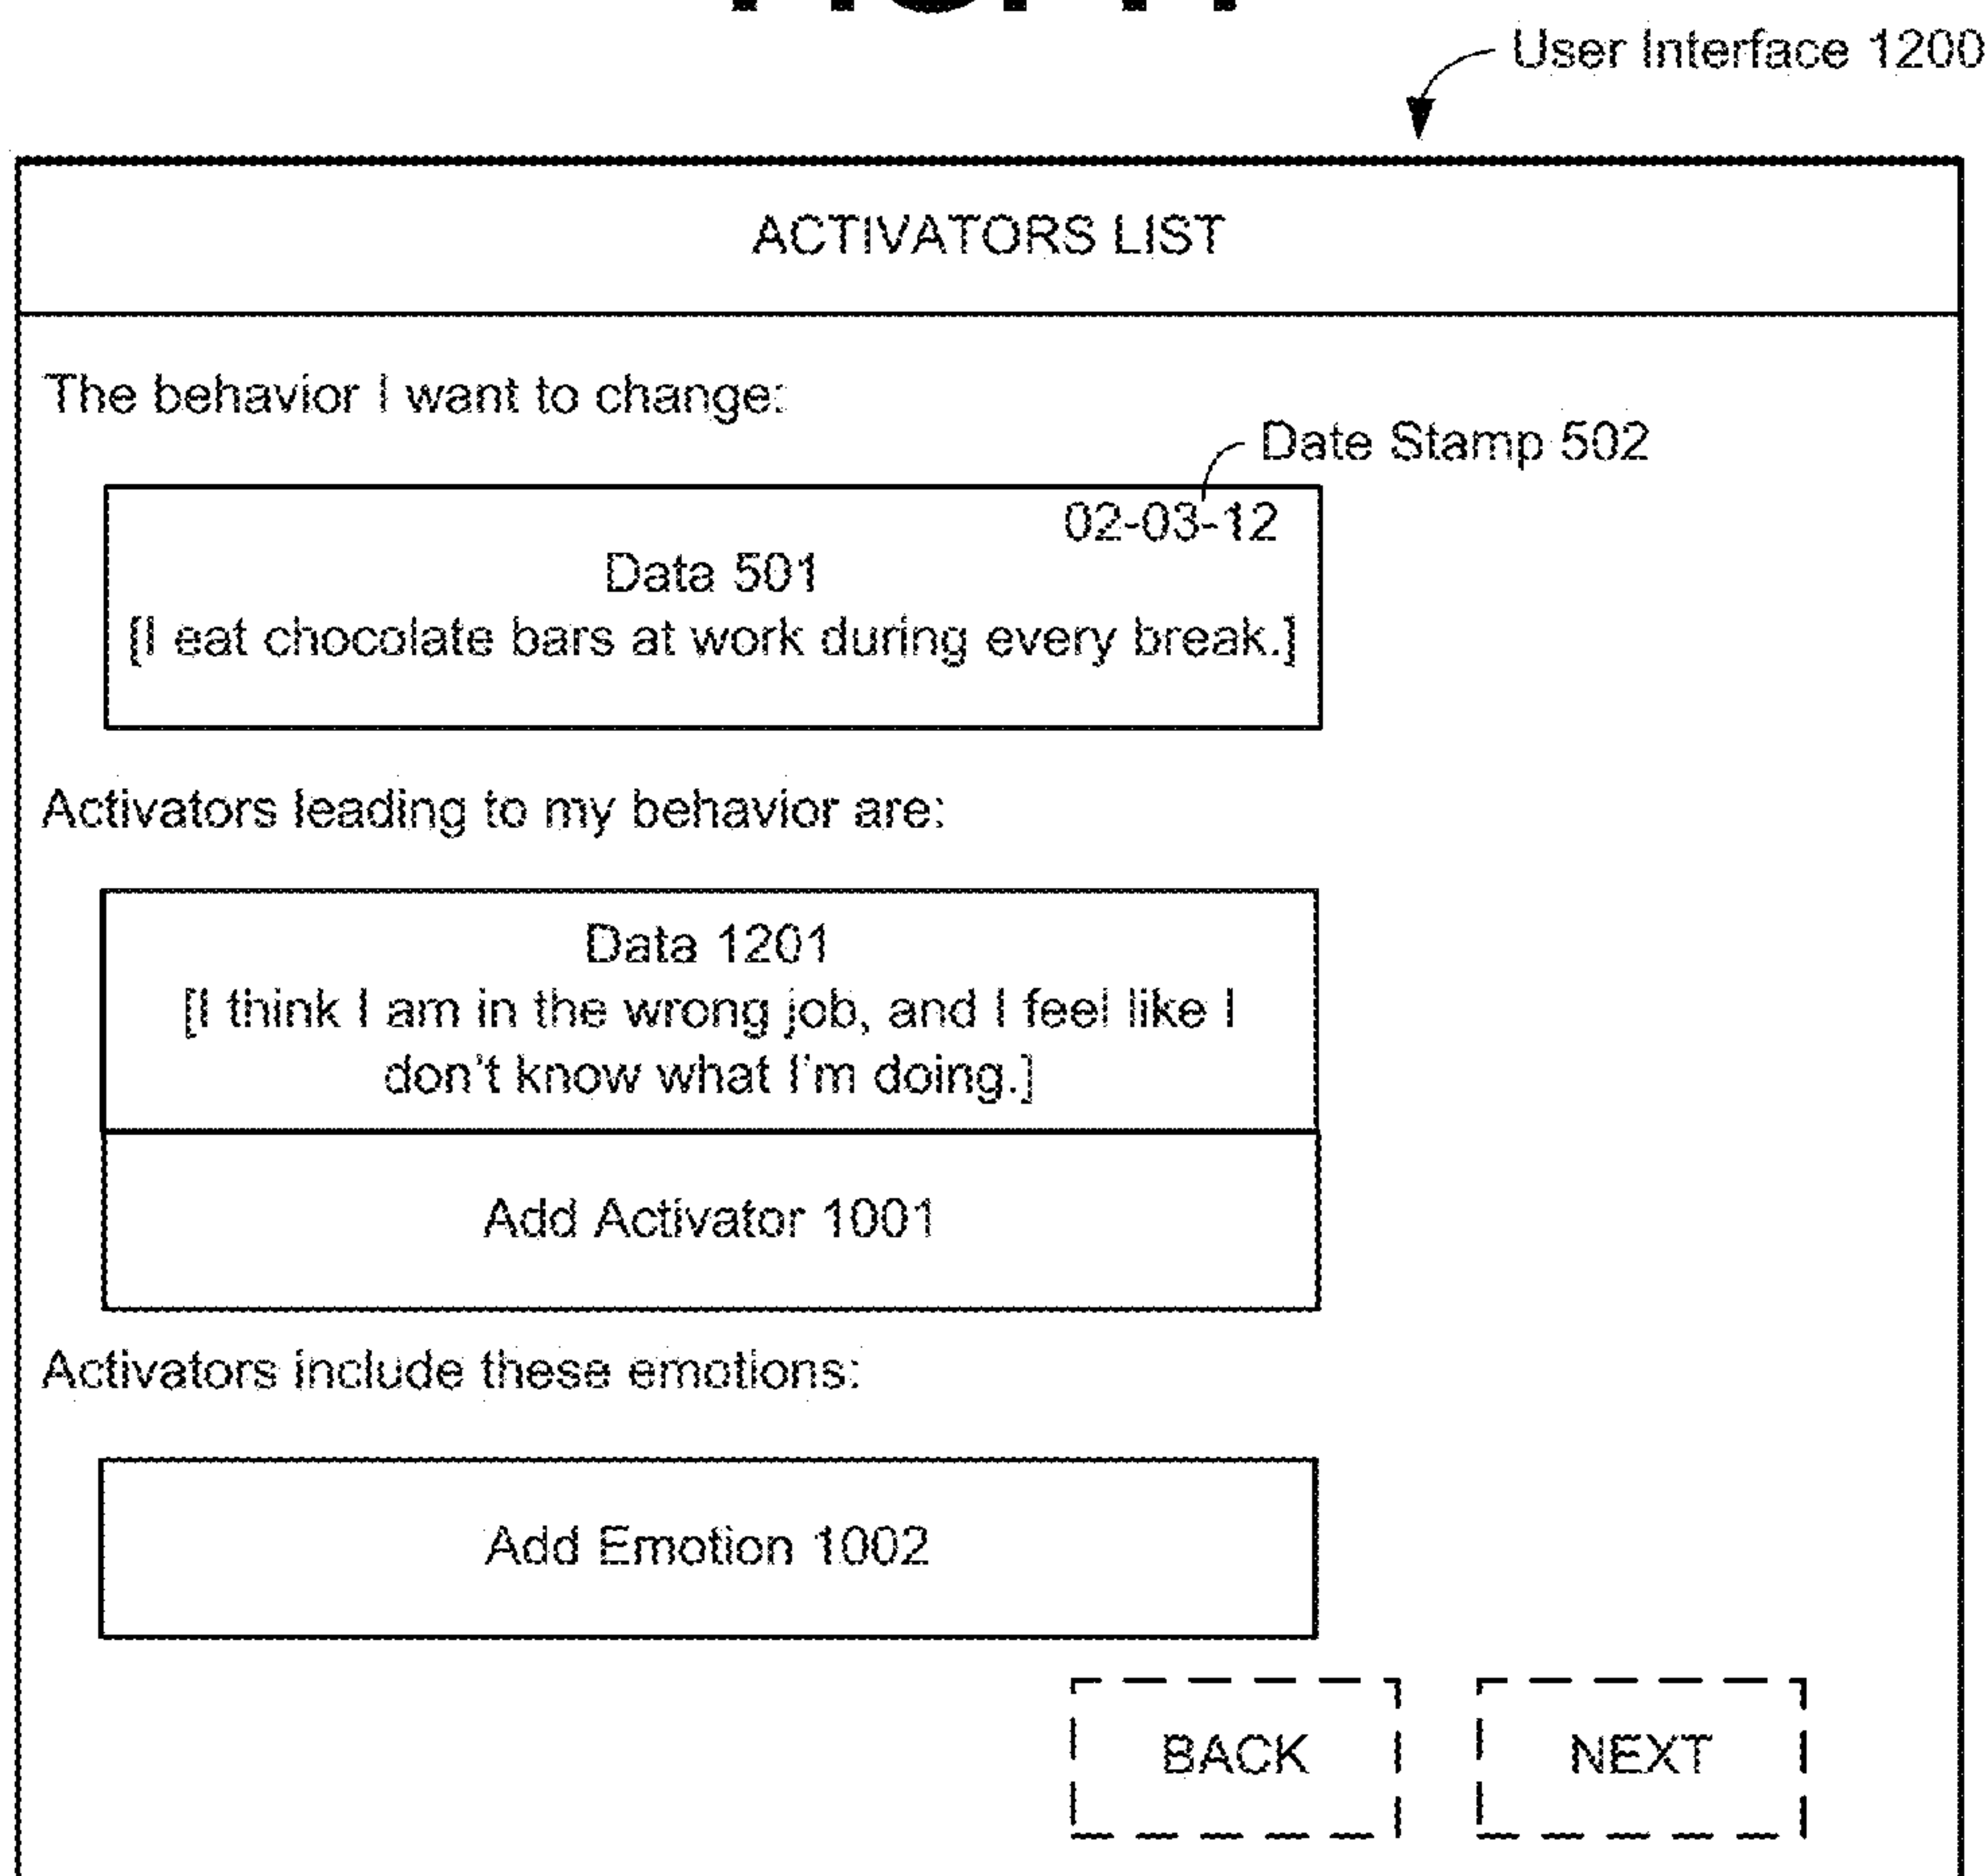 User Interface 1200
ACTIVATORS LIST
The behavior I want to change:
Date Stamp 502
02-03-12
Data 501
[I eat chocolate bars at work during every break.]
Activators leading to my behavior are:
Data 1201
[I think I am in the wrong job, and I feel like I
don't know what I'm doing.]
Add Activator 1001
Activators include these emotions:
Add Emotion 1002
BACK NEXT